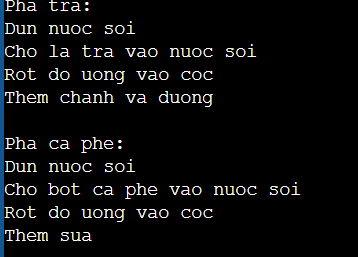 Pha tra:
Dun nuoc soi
Cho la tra vao nuoc soi
Rot do uong vao coc
Them chanh va duong

Pha ca phe:
Dun nuoc soi
Cho bot ca phe vao nuoc soi
Rot do uong vao coc
Them sua